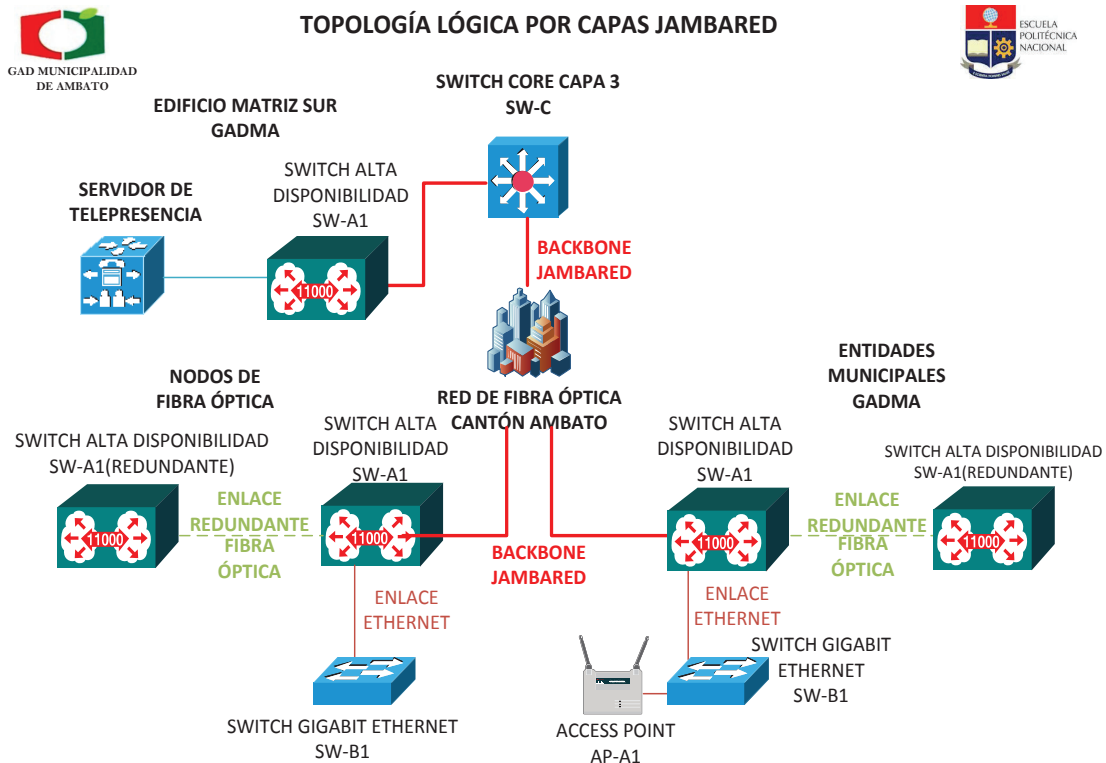 TOPOLOGÍA LÓGICA POR CAPAS JAMBARED
GAD MUNICIPALIDAD
DE AMBATO
ESCUELA
POLITÉCNICA
NACIONAL
SWITCH CORE CAPA 3
SW-C
EDIFICIO MATRIZ SUR
GADMA
SWITCH ALTA
DISPONIBILIDAD
SW-A1
SERVIDOR DE
TELEPRESENCIA
11000
BACKBONE
JAMBARED
RED DE FIBRA ÓPTICA
CANTÓN AMBATO
NODOS DE
FIBRA ÓPTICA
ENTIDADES
MUNICIPALES
GADMA
SWITCH ALTA DISPONIBILIDAD
SW-A1(REDUNDANTE)
SWITCH ALTA
DISPONIBILIDAD
SW-A1
SWITCH ALTA
DISPONIBILIDAD
SW-A1
SWITCH ALTA DISPONIBILIDAD
SW-A1(REDUNDANTE)
11000
ENLACE
REDUNDANTE
FIBRA
ÓPTICA
11000
BACKBONE
JAMBARED
11000
ENLACE
REDUNDANTE
FIBRA
ÓPTICA
11000
ENLACE
ETHERNET
ENLACE
ETHERNET
SWITCH GIGABIT ETHERNET
SW-B1
ACCESS POINT
AP-A1
SWITCH GIGABIT
ETHERNET
SW-B1